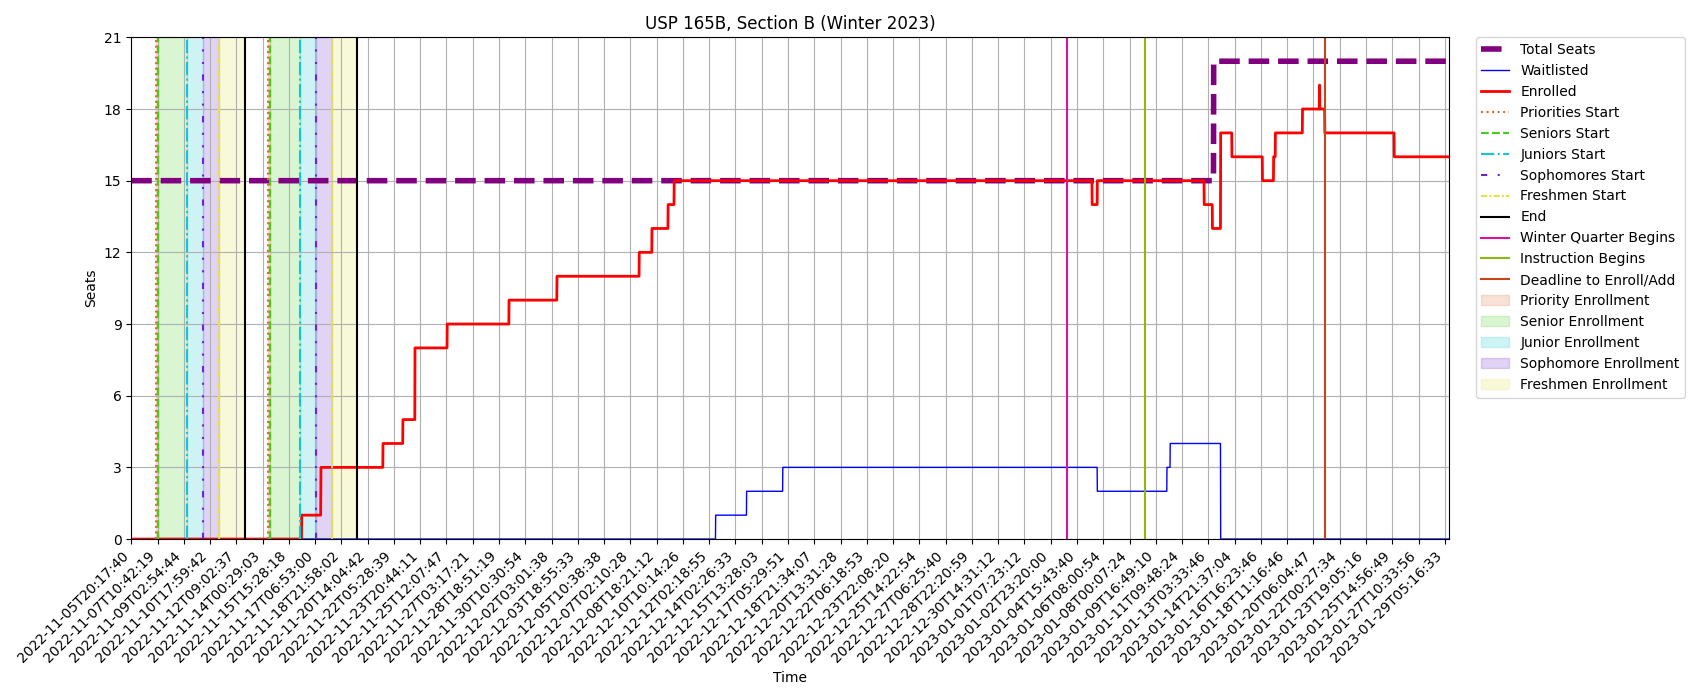 USP 165B, Section B (Winter 2023)
21
18
15
12
9
6
3
0
Seats
2022-11-05T20:17:40
2022-11-07T10:42:19
2022-11-09T02:54:44
2022-11-10T17:59:42
2022-11-12T09:02:37
2022-11-14T00:29:03
2022-11-15T15:28:18
2022-11-17T06:53:00
2022-11-18T21:58:02
2022-11-20T14:04:42
2022-11-22T05:28:39
2022-11-23T20:44:11
2022-11-25T12:07:47
2022-11-27T03:17:21
2022-11-28T18:51:19
2022-11-30T10:30:54
2022-12-02T03:01:38
2022-12-03T18:55:33
2022-12-05T10:38:38
2022-12-07T02:10:28
2022-12-08T18:21:12
2022-12-10T10:14:26
2022-12-12T02:18:55
2022-12-14T02:26:33
2022-12-15T13:28:03
2022-12-17T05:29:51
2022-12-18T21:34:07
2022-12-20T13:31:28
2022-12-22T06:18:53
2022-12-23T22:08:20
2022-12-25T14:22:54
2022-12-27T06:25:40
2022-12-28T22:20:59
2022-12-30T14:31:12
2023-01-01T07:23:12
2023-01-02T23:20:00
2023-01-04T15:43:40
2023-01-06T08:00:54
2023-01-08T00:07:24
2023-01-09T16:49:10
2023-01-11T09:48:24
2023-01-13T03:33:46
2023-01-14T21:37:04
2023-01-16T16:23:46
2023-01-18T11:16:46
2023-01-20T06:04:47
2023-01-22T00:27:34
2023-01-23T19:05:16
2023-01-25T14:56:49
2023-01-27T10:33:56
2023-01-29T05:16:33
Time
Total Seats
Waitlisted
Enrolled
Priorities Start
Seniors Start
Juniors Start
Sophomores Start
Freshmen Start
End
Winter Quarter Begins
Instruction Begins
Deadline to Enroll/Add
Priority Enrollment
Senior Enrollment
Junior Enrollment
Sophomore Enrollment
Freshmen Enrollment